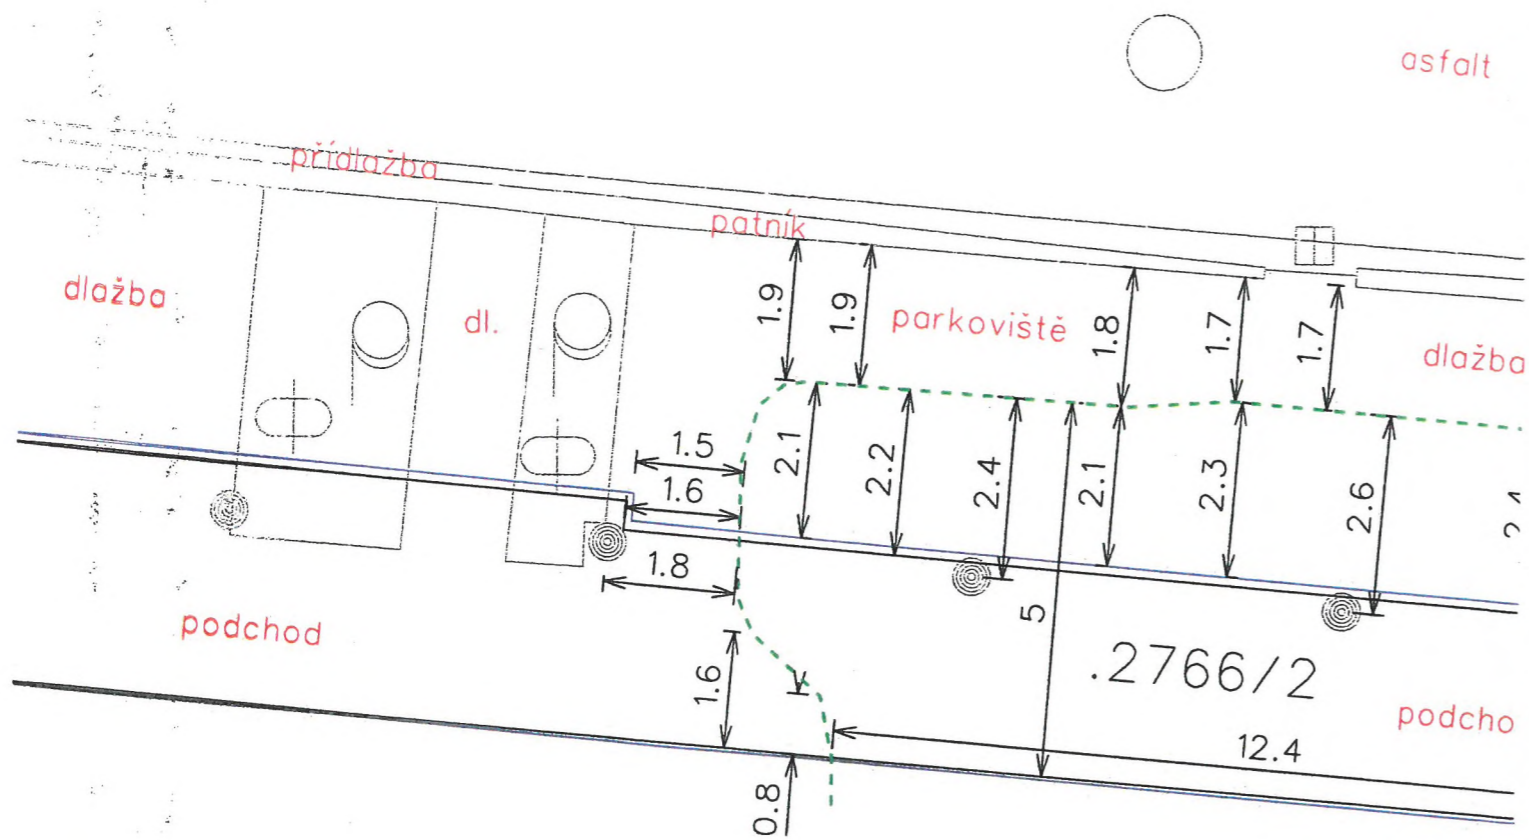 asfalt
přídlažba
patník
dlažba
dl.
1.9
1.9
parkoviště
1.8
1.7
1.7
dlažba
1.5
1.6
1.8
2.1
2.2
2.4
2.1
2.3
2.6
5
podchod
1.6
.2766/2
podcho
12.4
0.8